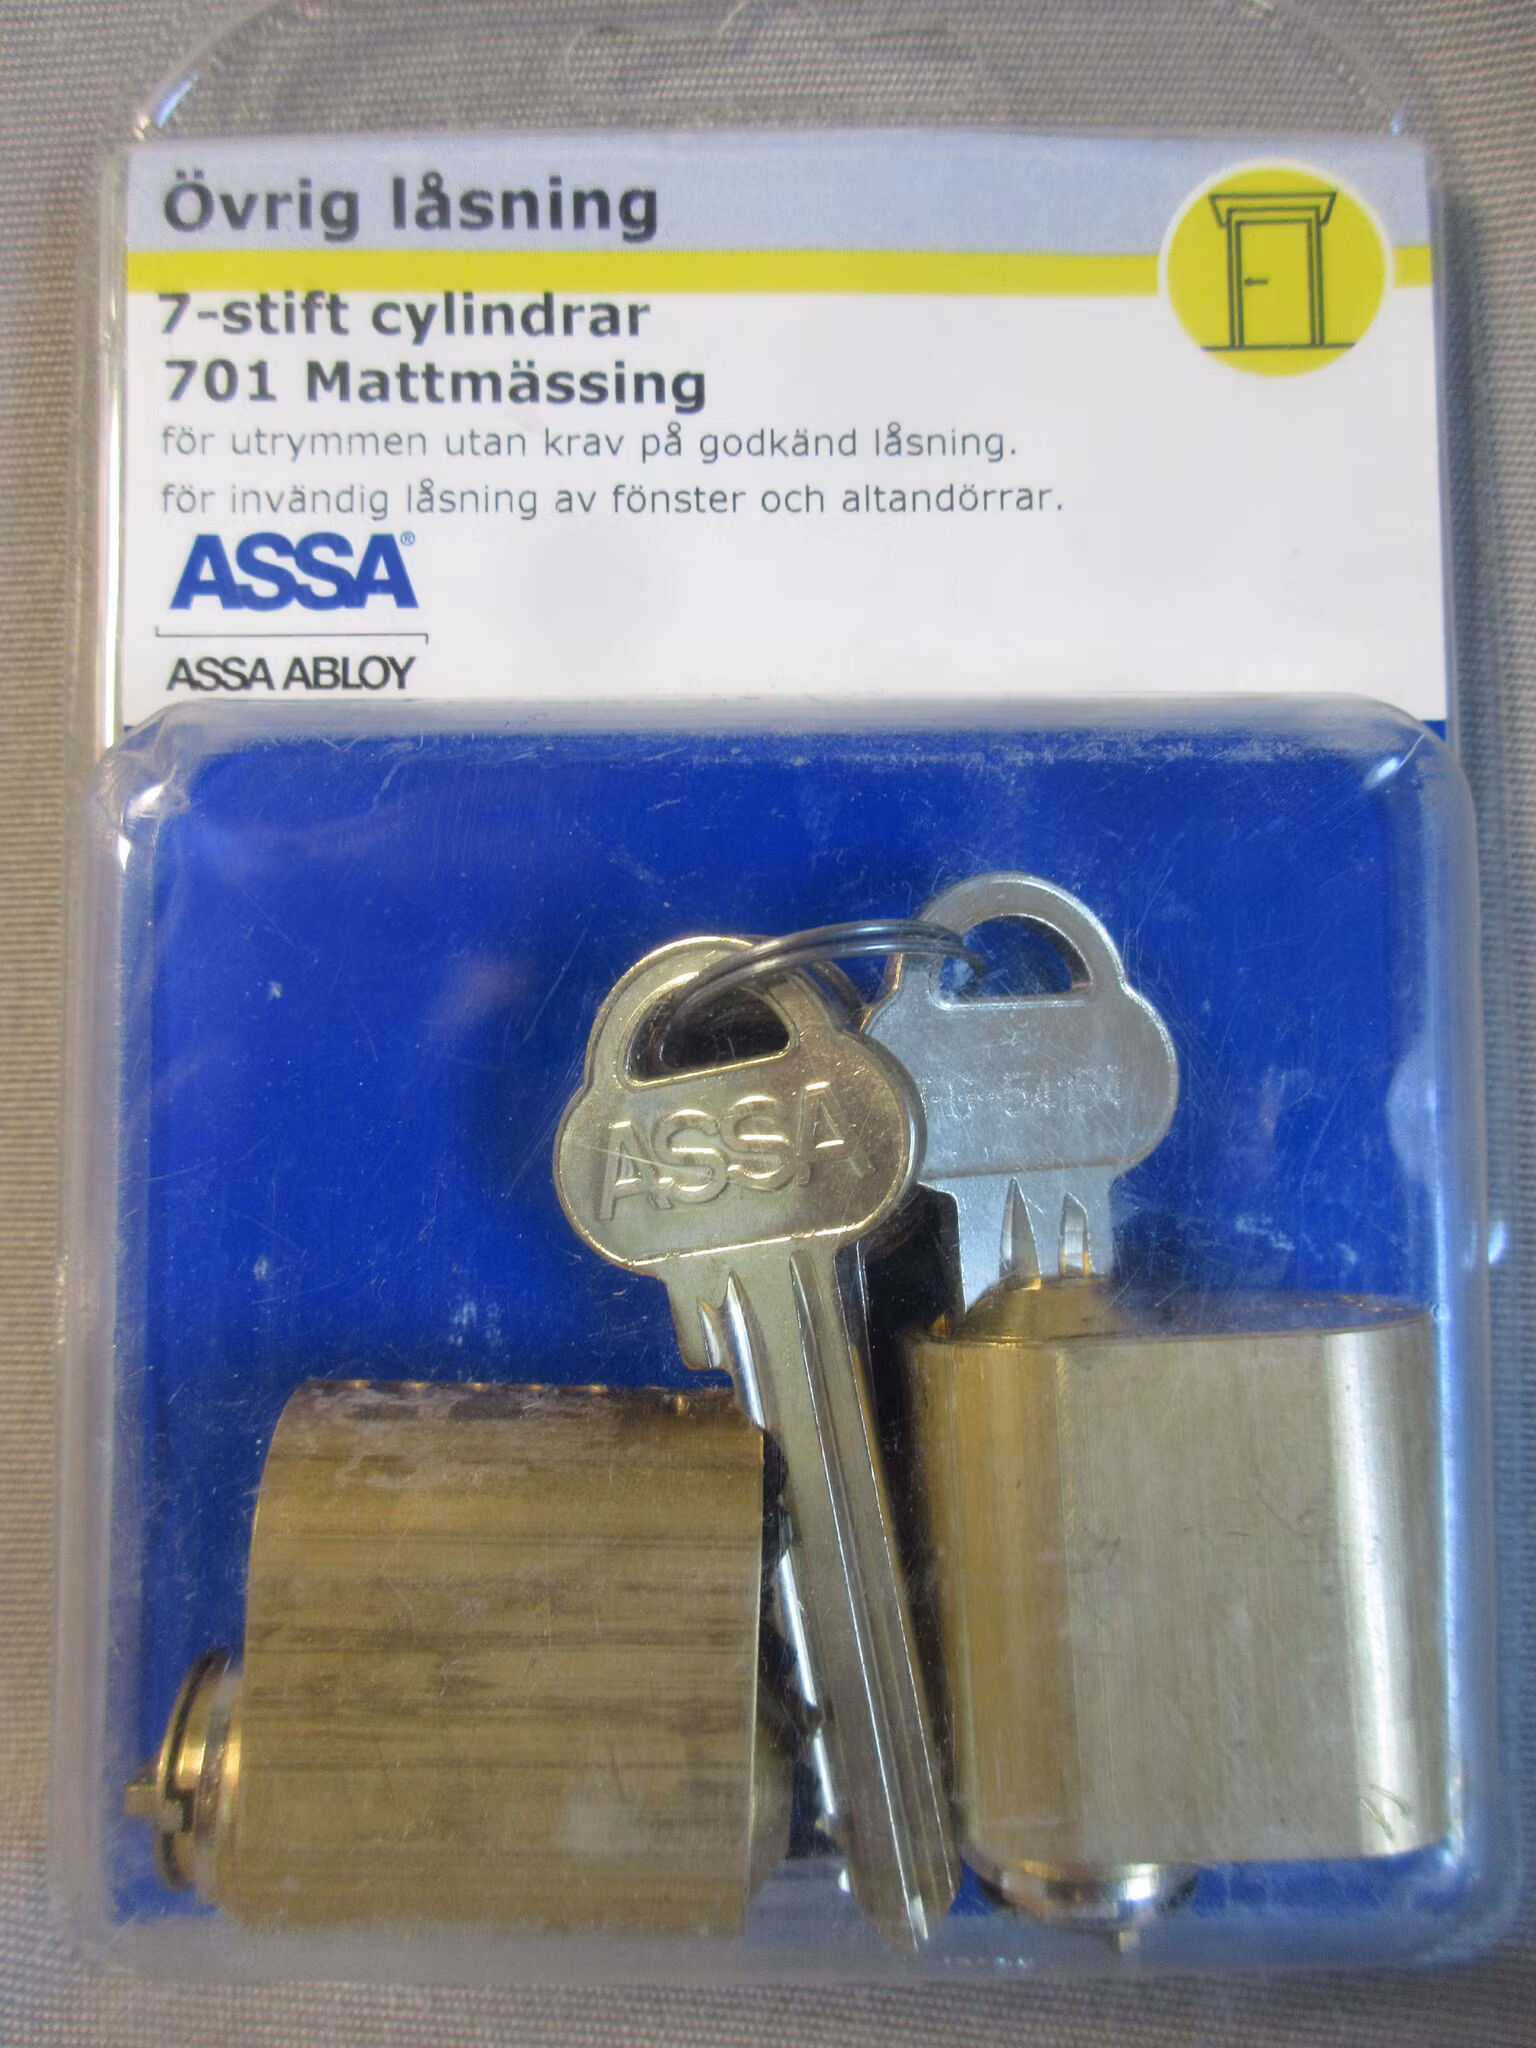 Övrig låsning
7-stift cylindrar
701 Mattmässing
för utrymmen utan krav på godkänd låsning.
för invändig låsning av fönster och altandörrar.
ASSA®
ASSA ABLOY
ASSA